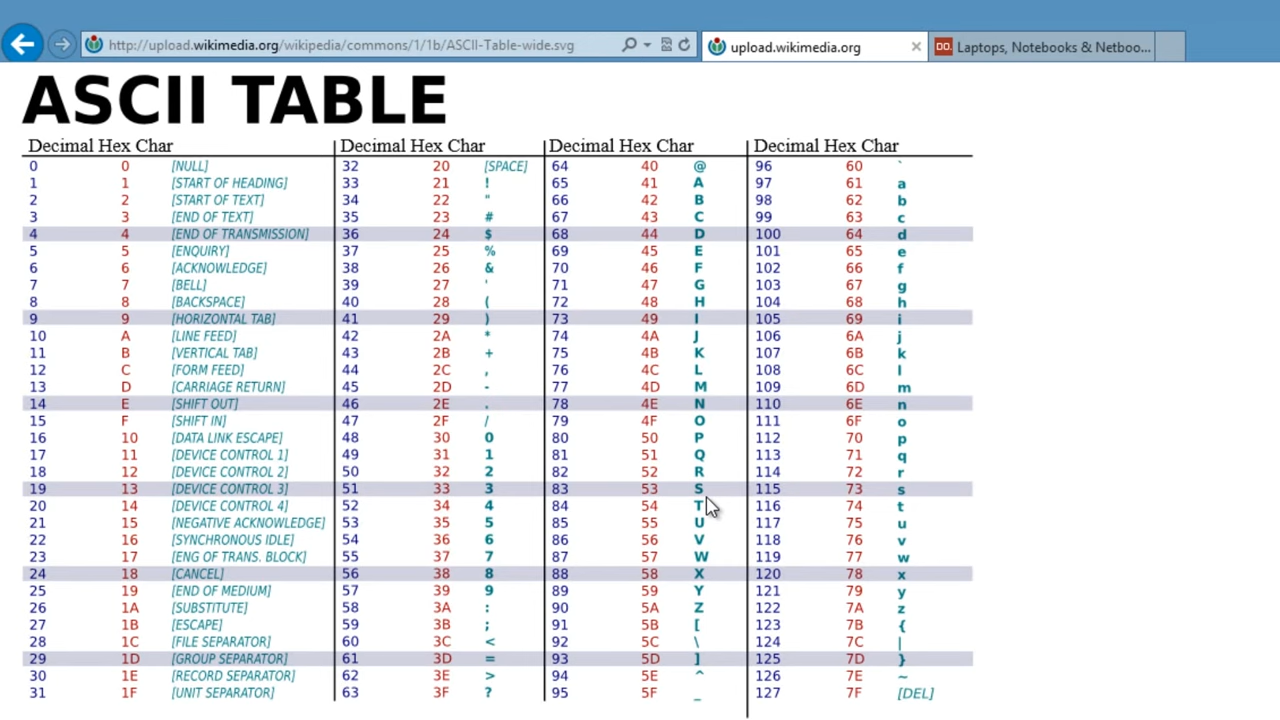 http://upload.wikimedia.org/wikipedia/commons/1/1b/ASCII-Table-wide.svg upload.wikimedia.org DO. Laptops, Notebooks & Netboo...
ASCII TABLE
Decimal Hex Char Decimal Hex Char Decimal Hex Char Decimal Hex Char
0 0 [NULL] 32 20 [SPACE] 64 40 @ 96 60 `
1 1 [START OF HEADING] 33 21 ! 65 41 A 97 61 a
2 2 [START OF TEXT] 34 22 " 66 42 B 98 62 b
3 3 [END OF TEXT] 35 23 # 67 43 C 99 63 c
4 4 [END OF TRANSMISSION] 36 24 $ 68 44 D 100 64 d
5 5 [ENQUIRY] 37 25 % 69 45 E 101 65 e
6 6 [ACKNOWLEDGE] 38 26 & 70 46 F 102 66 f
7 7 [BELL] 39 27 ' 71 47 G 103 67 g
8 8 [BACKSPACE] 40 28 ( 72 48 H 104 68 h
9 9 [HORIZONTAL TAB] 41 29 ) 73 49 I 105 69 i
10 A [LINE FEED] 42 2A * 74 4A J 106 6A j
11 B [VERTICAL TAB] 43 2B + 75 4B K 107 6B k
12 C [FORM FEED] 44 2C , 76 4C L 108 6C l
13 D [CARRIAGE RETURN] 45 2D - 77 4D M 109 6D m
14 E [SHIFT OUT] 46 2E . 78 4E N 110 6E n
15 F [SHIFT IN] 47 2F / 79 4F O 111 6F o
16 10 [DATA LINK ESCAPE] 48 30 0 80 50 P 112 70 p
17 11 [DEVICE CONTROL 1] 49 31 1 81 51 Q 113 71 q
18 12 [DEVICE CONTROL 2] 50 32 2 82 52 R 114 72 r
19 13 [DEVICE CONTROL 3] 51 33 3 83 53 S 115 73 s
20 14 [DEVICE CONTROL 4] 52 34 4 84 54 T 116 74 t
21 15 [NEGATIVE ACKNOWLEDGE] 53 35 5 85 55 U 117 75 u
22 16 [SYNCHRONOUS IDLE] 54 36 6 86 56 V 118 76 v
23 17 [ENG OF TRANS. BLOCK] 55 37 7 87 57 W 119 77 w
24 18 [CANCEL] 56 38 8 88 58 X 120 78 x
25 19 [END OF MEDIUM] 57 39 9 89 59 Y 121 79 y
26 1A [SUBSTITUTE] 58 3A : 90 5A Z 122 7A z
27 1B [ESCAPE] 59 3B ; 91 5B [ 123 7B {
28 1C [FILE SEPARATOR] 60 3C < 92 5C \ 124 7C |
29 1D [GROUP SEPARATOR] 61 3D = 93 5D ] 125 7D }
30 1E [RECORD SEPARATOR] 62 3E > 94 5E ^ 126 7E ~
31 1F [UNIT SEPARATOR] 63 3F ? 95 5F _ 127 7F [DEL]